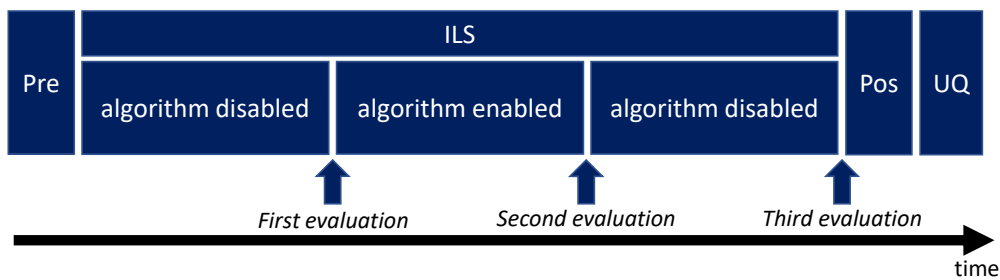 ILS
Pre
algorithm disabled
algorithm enabled
algorithm disabled
Pos
UQ
First evaluation
Second evaluation
Third evaluation
time